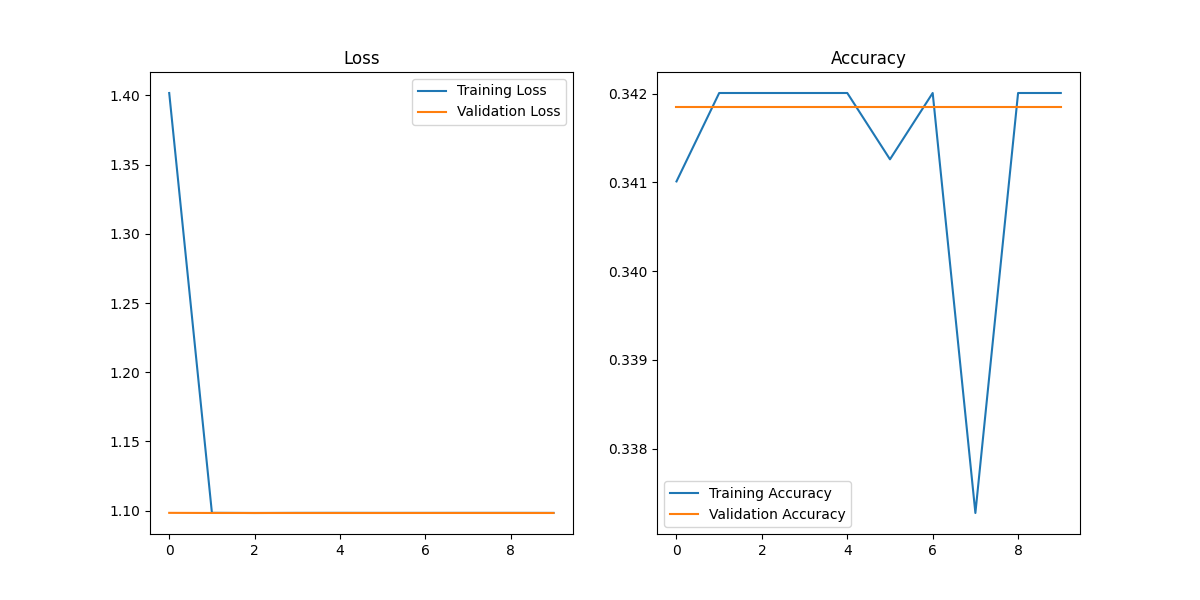 Loss
1.40
1.35
1.30
1.25
1.20
1.15
1.10
0 2 4 6 8
Training Loss
Validation Loss
Accuracy
0.342
0.341
0.340
0.339
0.338
0 2 4 6 8
Training Accuracy
Validation Accuracy